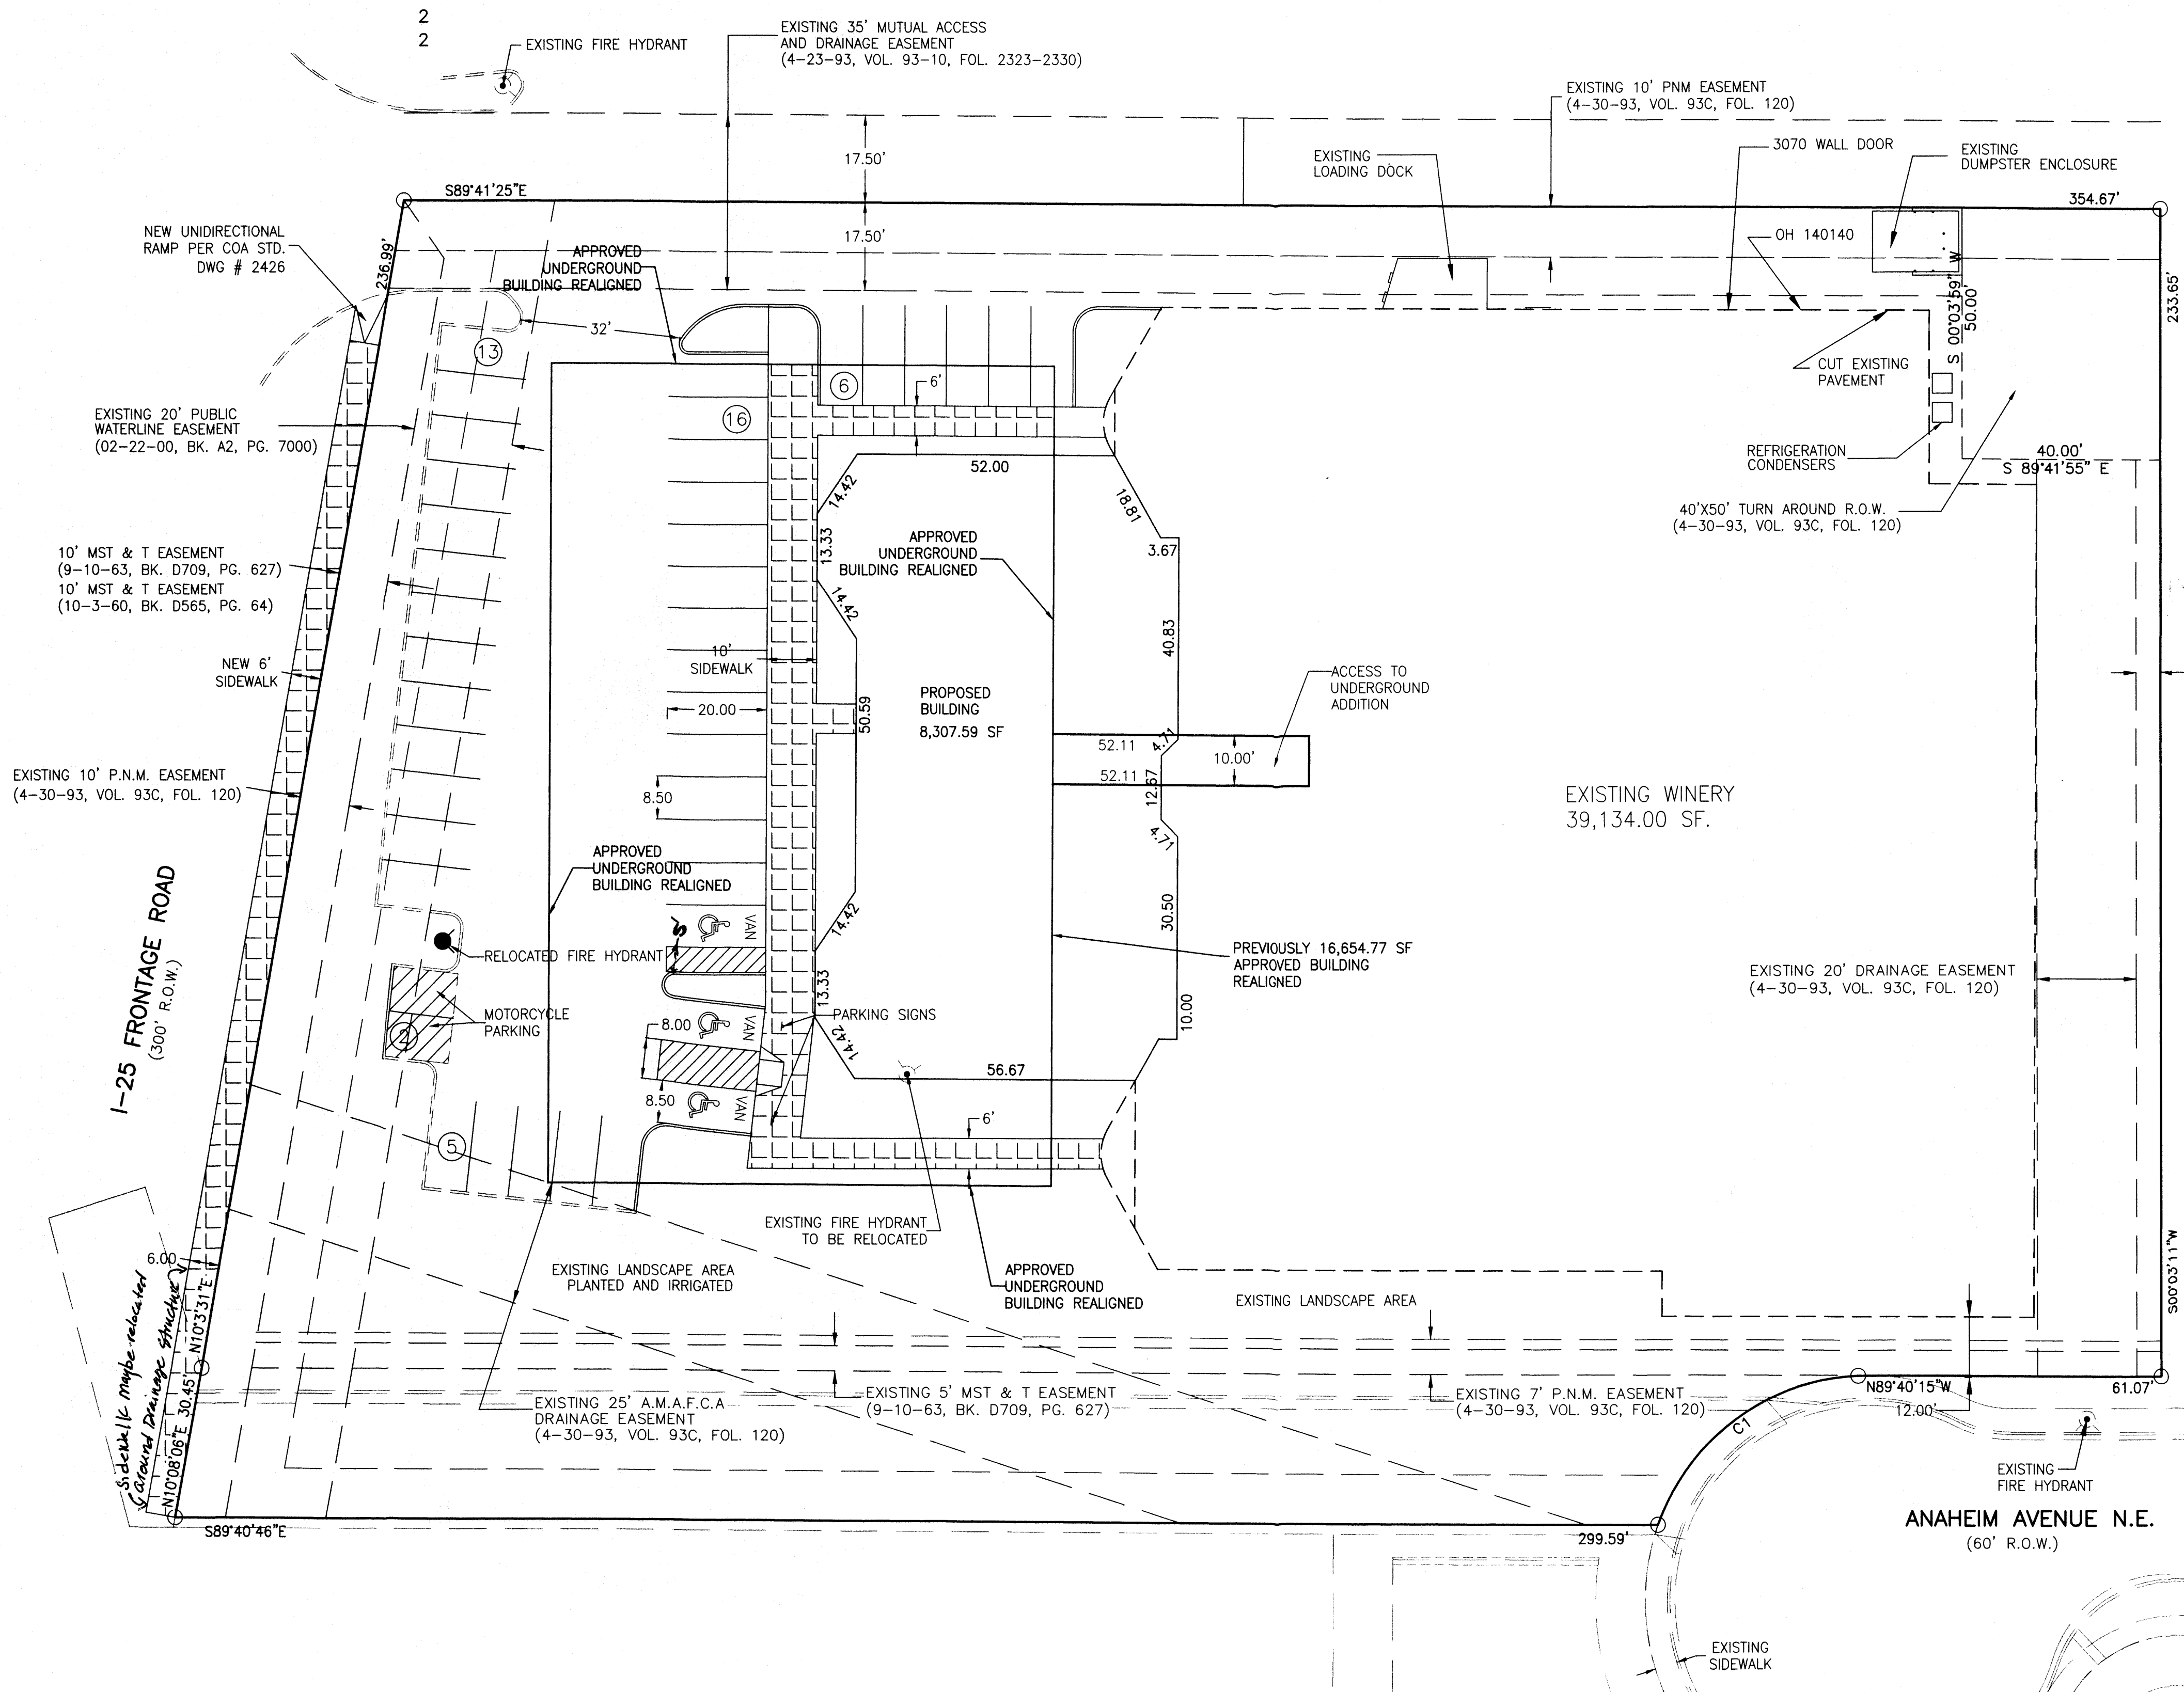 2
2
EXISTING FIRE HYDRANT
EXISTING 35' MUTUAL ACCESS
AND DRAINAGE EASEMENT
(4-23-93, VOL. 93-10, FOL. 2323-2330)
EXISTING 10' PNM EASEMENT
(4-30-93, VOL. 93C, FOL. 120)
17.50'
EXISTING
LOADING DOCK
3070 WALL DOOR
EXISTING
DUMPSTER ENCLOSURE
S89°41'25"E
354.67'
NEW UNIDIRECTIONAL
RAMP PER COA STD.
DWG # 2426
236.99'
17.50'
APPROVED
UNDERGROUND
BUILDING REALIGNED
OH 140140
S 00°03'59" W
50.00'
233.65'
32'
13
6
6'
16
CUT EXISTING
PAVEMENT
EXISTING 20' PUBLIC
WATERLINE EASEMENT
(02-22-00, BK. A2, PG. 7000)
52.00
14.42
18.81
REFRIGERATION
CONDENSERS
40.00'
S 89°41'55" E
40'X50' TURN AROUND R.O.W.
(4-30-93, VOL. 93C, FOL. 120)
13.33
3.67
APPROVED
UNDERGROUND
BUILDING REALIGNED
10' MST & T EASEMENT
(9-10-63, BK. D709, PG. 627)
10' MST & T EASEMENT
(10-3-60, BK. D565, PG. 64)
14.42
40.83
NEW 6'
SIDEWALK
10'
SIDEWALK
20.00
50.59
PROPOSED
BUILDING
8,307.59 SF
ACCESS TO
UNDERGROUND
ADDITION
52.11
4.71
10.00'
52.11
12.67
4.71
EXISTING 10' P.N.M. EASEMENT
(4-30-93, VOL. 93C, FOL. 120)
8.50
EXISTING WINERY
39,134.00 SF.
APPROVED
UNDERGROUND
BUILDING REALIGNED
14.42
30.50
I-25 FRONTAGE ROAD
(300' R.O.W.)
VAN
5'
RELOCATED FIRE HYDRANT
PREVIOUSLY 16,654.77 SF
APPROVED BUILDING
REALIGNED
EXISTING 20' DRAINAGE EASEMENT
(4-30-93, VOL. 93C, FOL. 120)
13.33
10.00
MOTORCYCLE
PARKING
2
PARKING SIGNS
8.00
VAN
14.42
56.67
8.50
VAN
5
6'
EXISTING FIRE HYDRANT
TO BE RELOCATED
6.00
EXISTING LANDSCAPE AREA
PLANTED AND IRRIGATED
APPROVED
UNDERGROUND
BUILDING REALIGNED
EXISTING LANDSCAPE AREA
S00°03'11"W
Sidewalk maybe relocated
around Drainage Structure
N10°3'31"E
N10°08'06"E 30.45'
EXISTING 25' A.M.A.F.C.A
DRAINAGE EASEMENT
(4-30-93, VOL. 93C, FOL. 120)
EXISTING 5' MST & T EASEMENT
(9-10-63, BK. D709, PG. 627)
EXISTING 7' P.N.M. EASEMENT
(4-30-93, VOL. 93C, FOL. 120)
N89°40'15"W
61.07'
12.00'
C1
EXISTING
FIRE HYDRANT
S89°40'46"E
299.59'
ANAHEIM AVENUE N.E.
(60' R.O.W.)
EXISTING
SIDEWALK